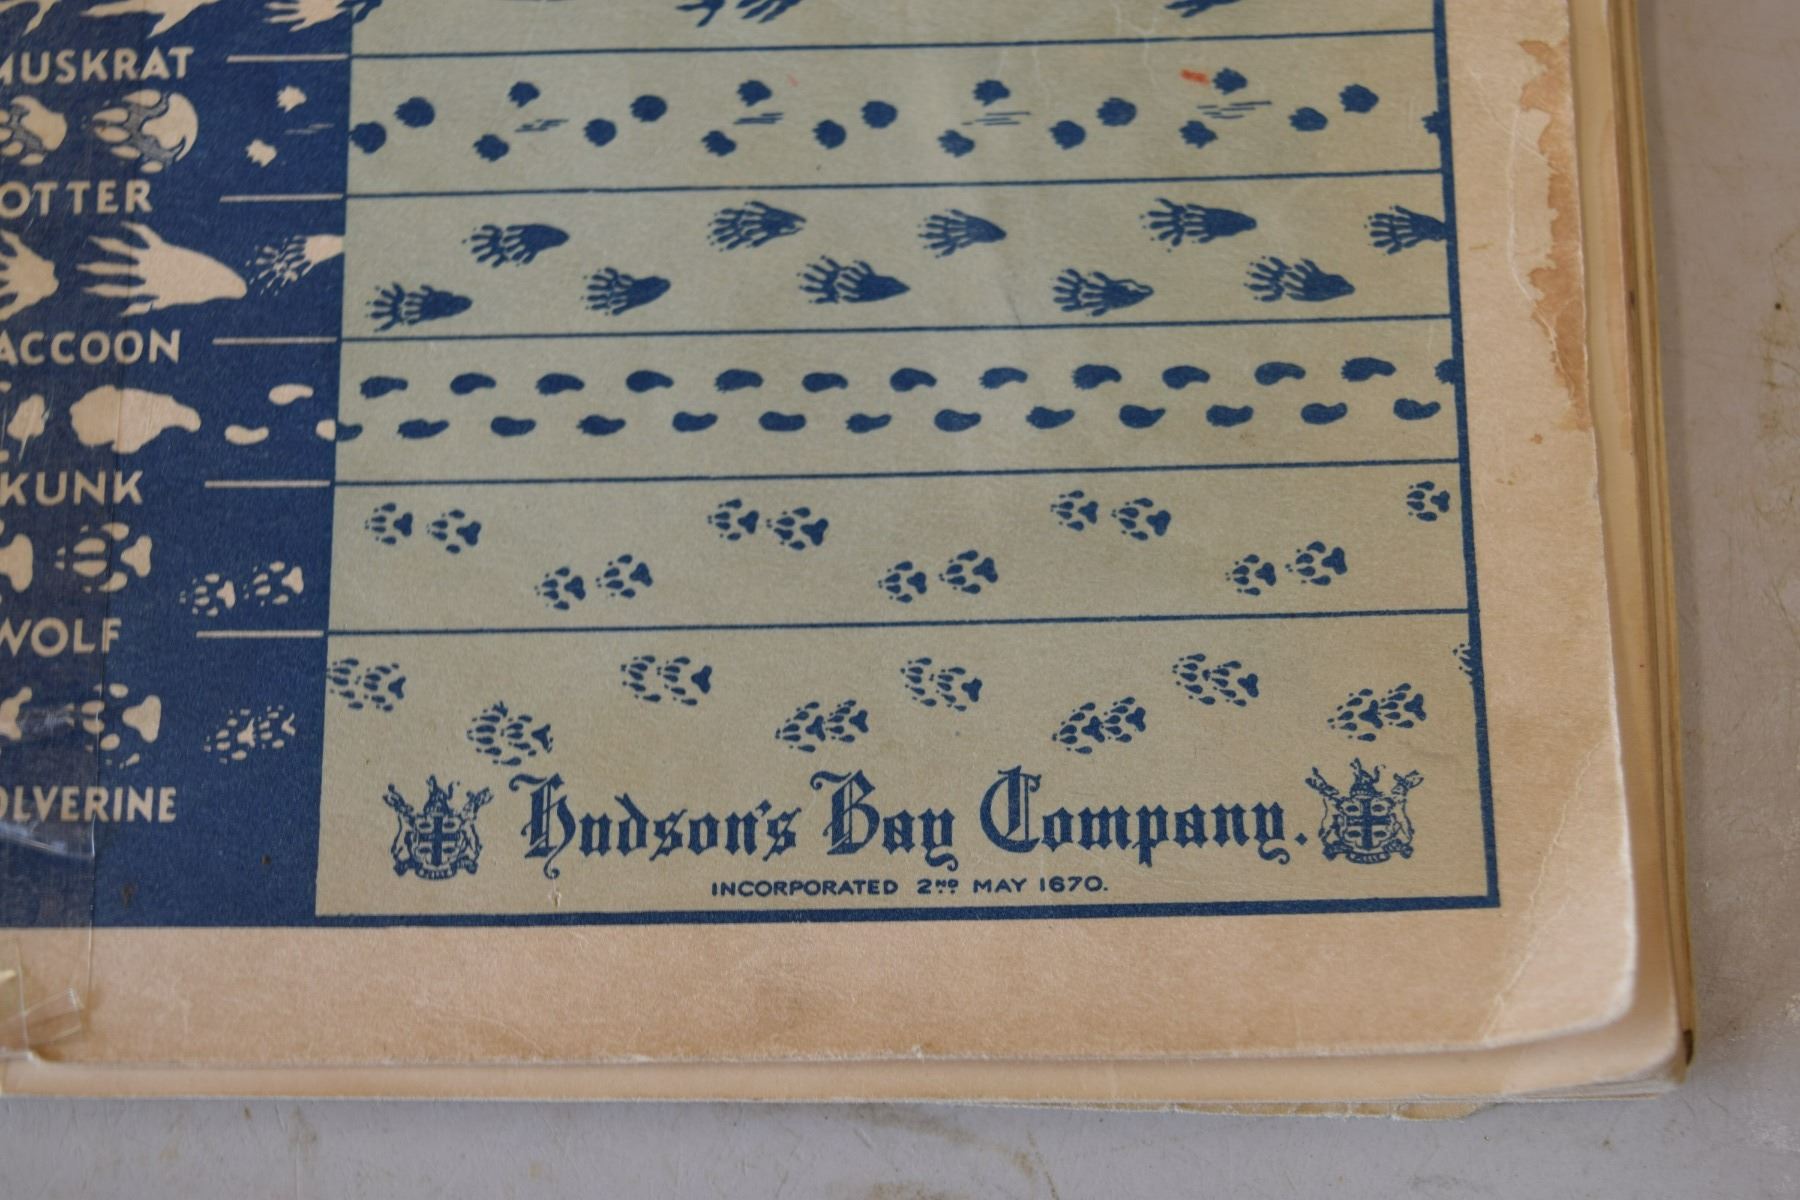 MUSKRAT
OTTER
ACCOON
KUNK
WOLF
OLVERINE
Hudson's Bay Company.
INCORPORATED 2ND MAY 1670.